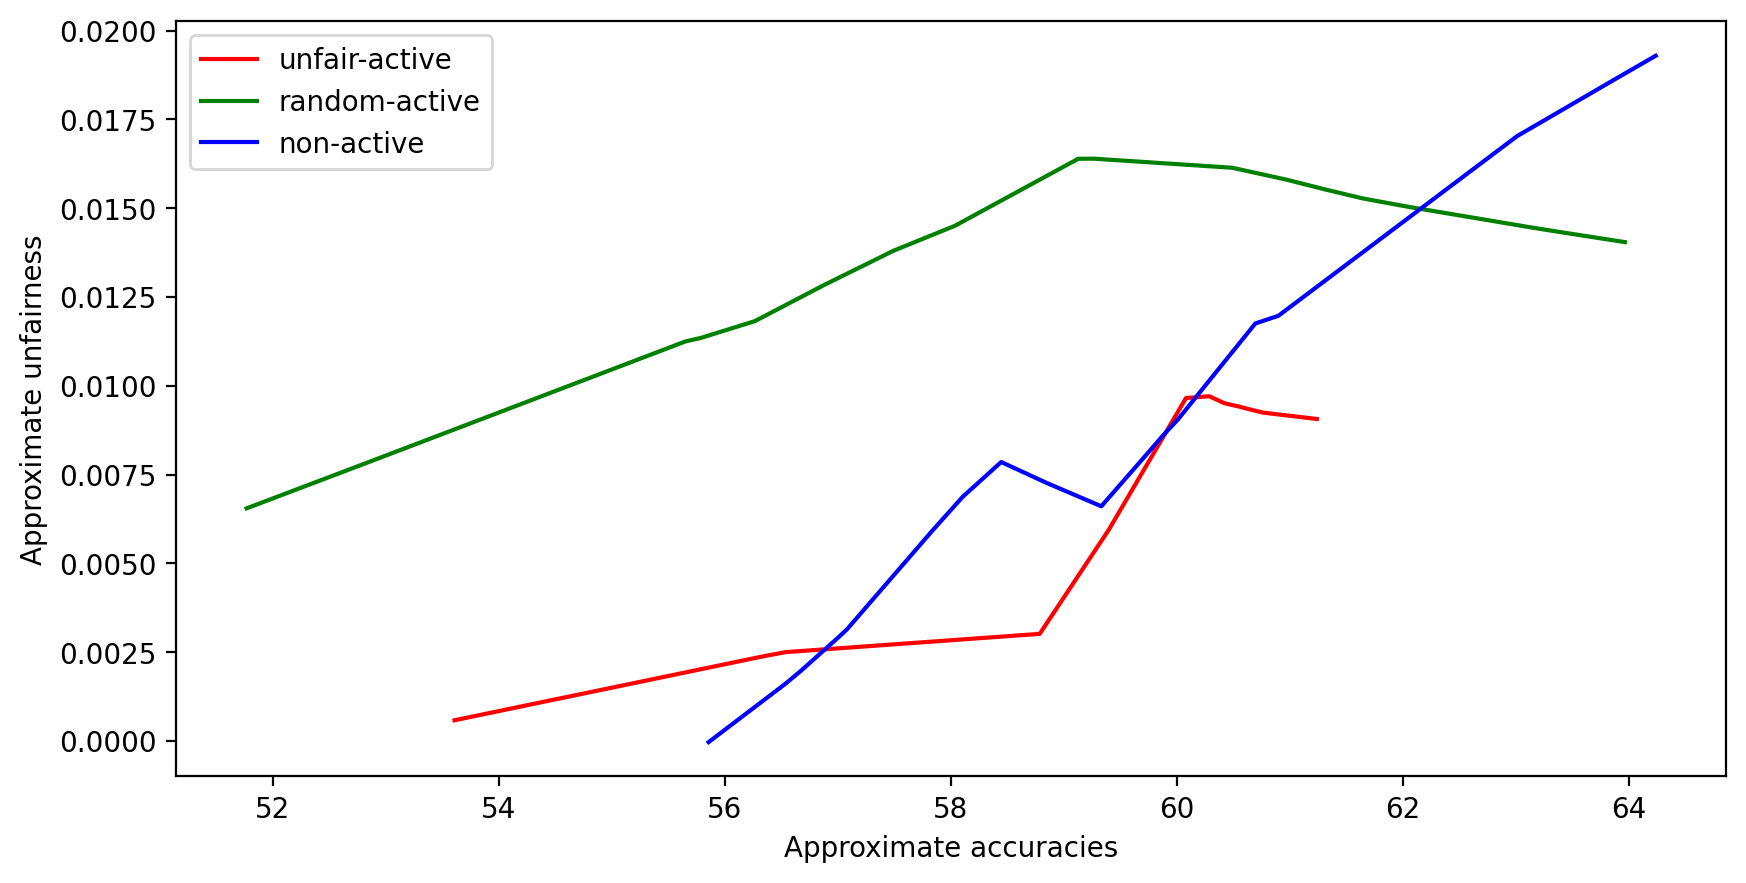 0.0200
0.0175
0.0150
0.0125
0.0100
0.0075
0.0050
0.0025
0.0000
Approximate unfairness
unfair-active
random-active
non-active
52 54 56 58 60 62 64
Approximate accuracies